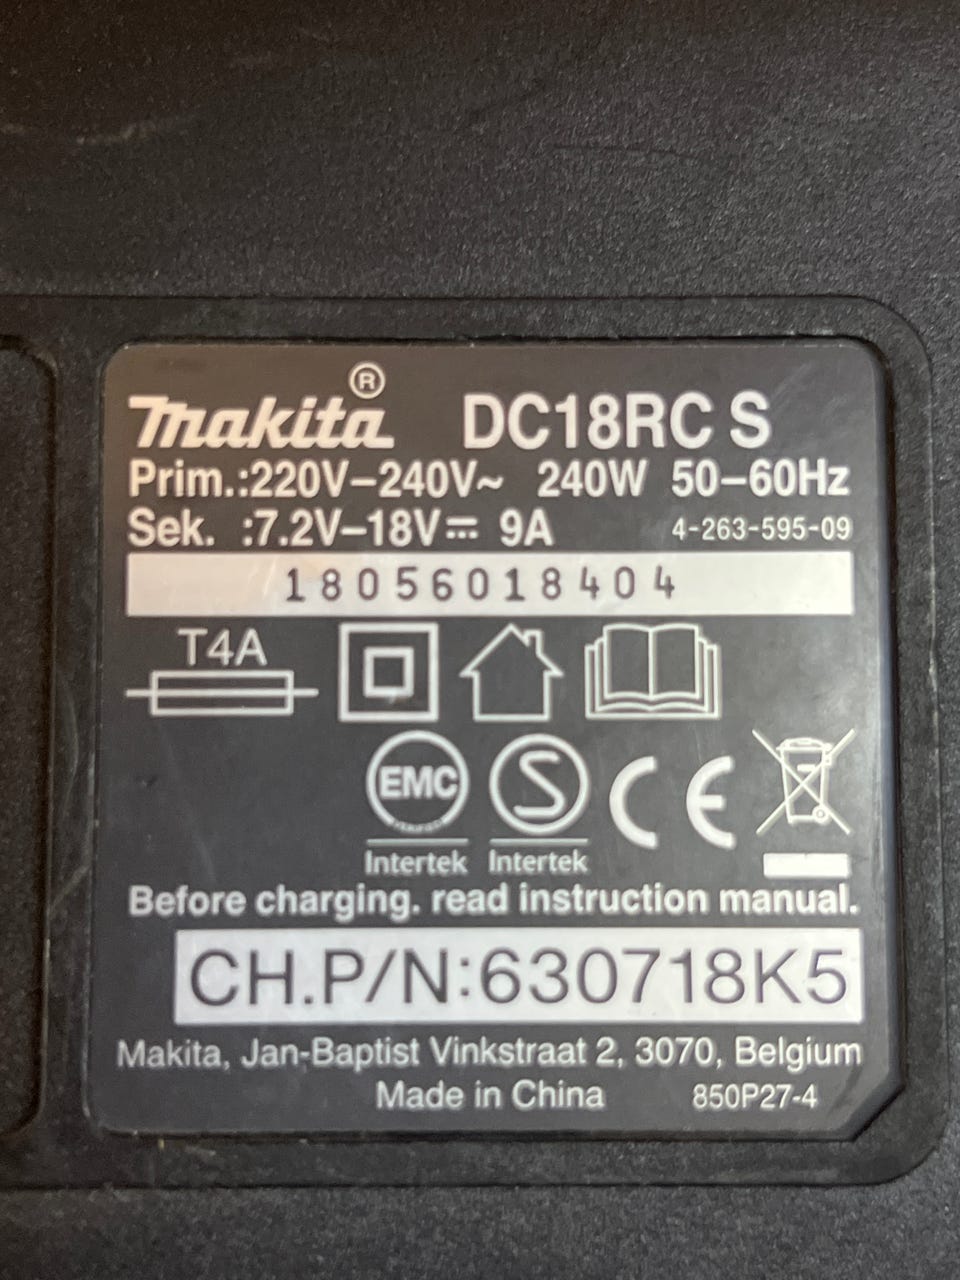 makita® DC18RC S
Prim.:220V–240V~ 240W 50–60Hz
Sek. :7.2V–18V⎓ 9A 4-263-595-09
18056018404
T4A
EMC S CE
Intertek Intertek
Before charging. read instruction manual.
CH.P/N:630718K5
Makita, Jan-Baptist Vinkstraat 2, 3070, Belgium
Made in China 850P27-4